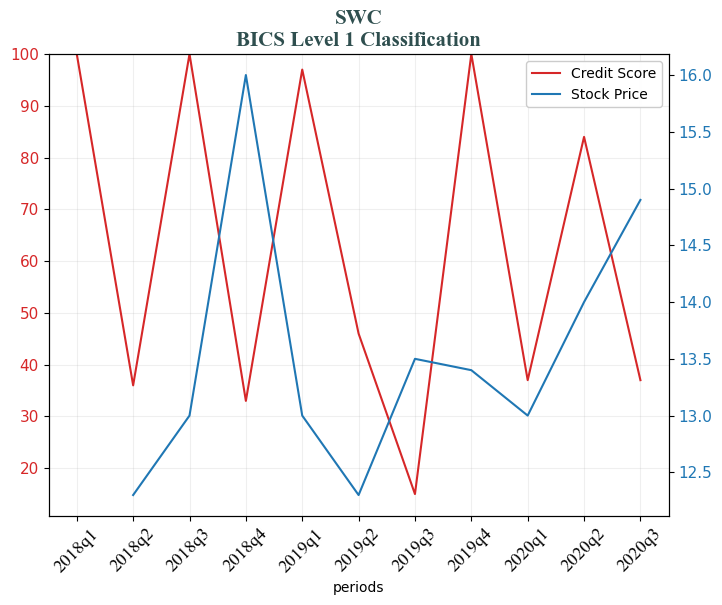 SWC
BICS Level 1 Classification
100
90
80
70
60
50
40
30
20
Credit Score
Stock Price
16.0
15.5
15.0
14.5
14.0
13.5
13.0
12.5
2018q1
2018q2
2018q3
2018q4
2019q1
2019q2
2019q3
2019q4
2020q1
2020q2
2020q3
periods